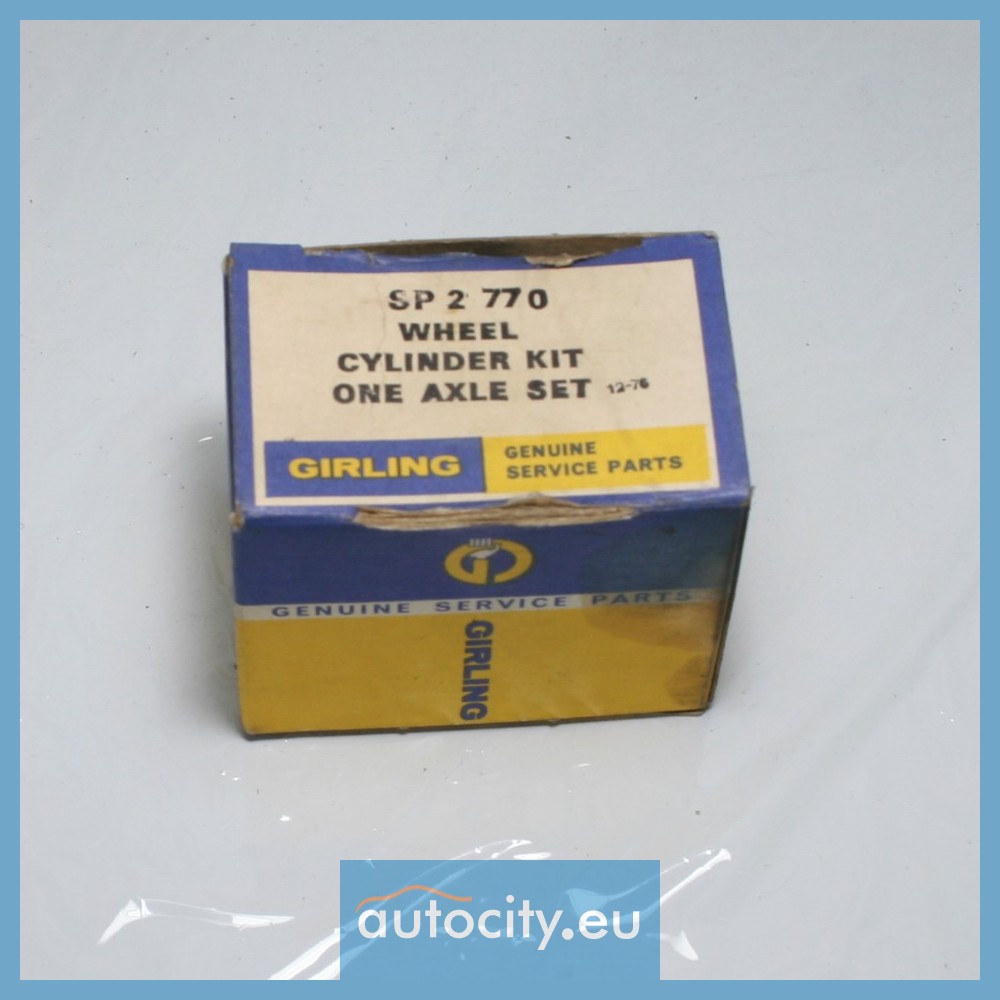 SP 2 770
WHEEL
CYLINDER KIT
ONE AXLE SET 12-76
GIRLING
GENUINE
SERVICE PARTS
GENUINE SERVICE PARTS
GIRLING
autocity.eu